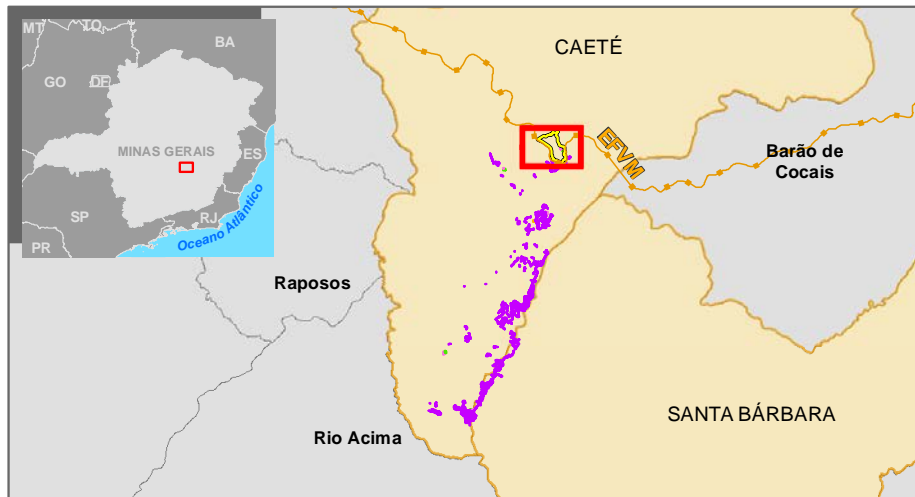 MT
TO
BA
GO
DF
MINAS GERAIS
ES
SP
RJ
PR
Oceano Atlântico
CAETÉ
EFVM
Barão de
Cocais
Raposos
SANTA BÁRBARA
Rio Acima